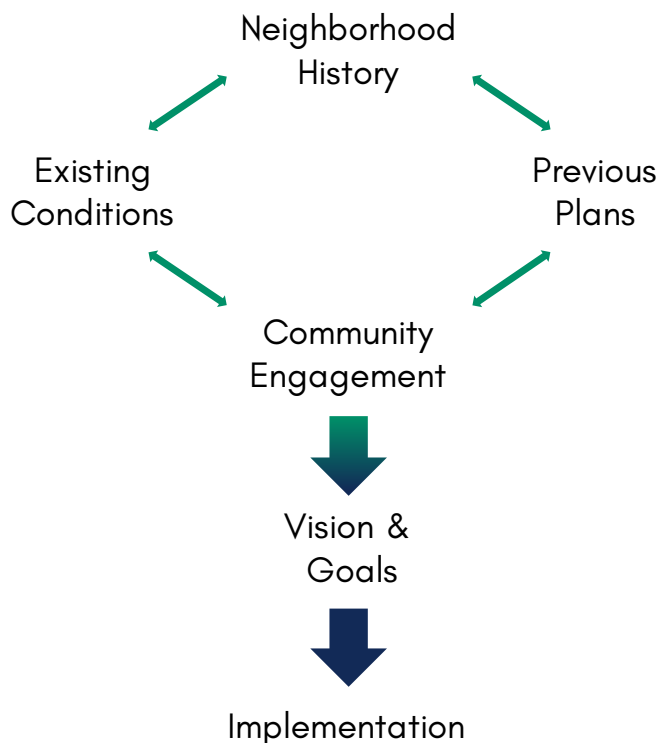 Neighborhood
History
Existing
Conditions
Previous
Plans
Community
Engagement
Vision &
Goals
Implementation